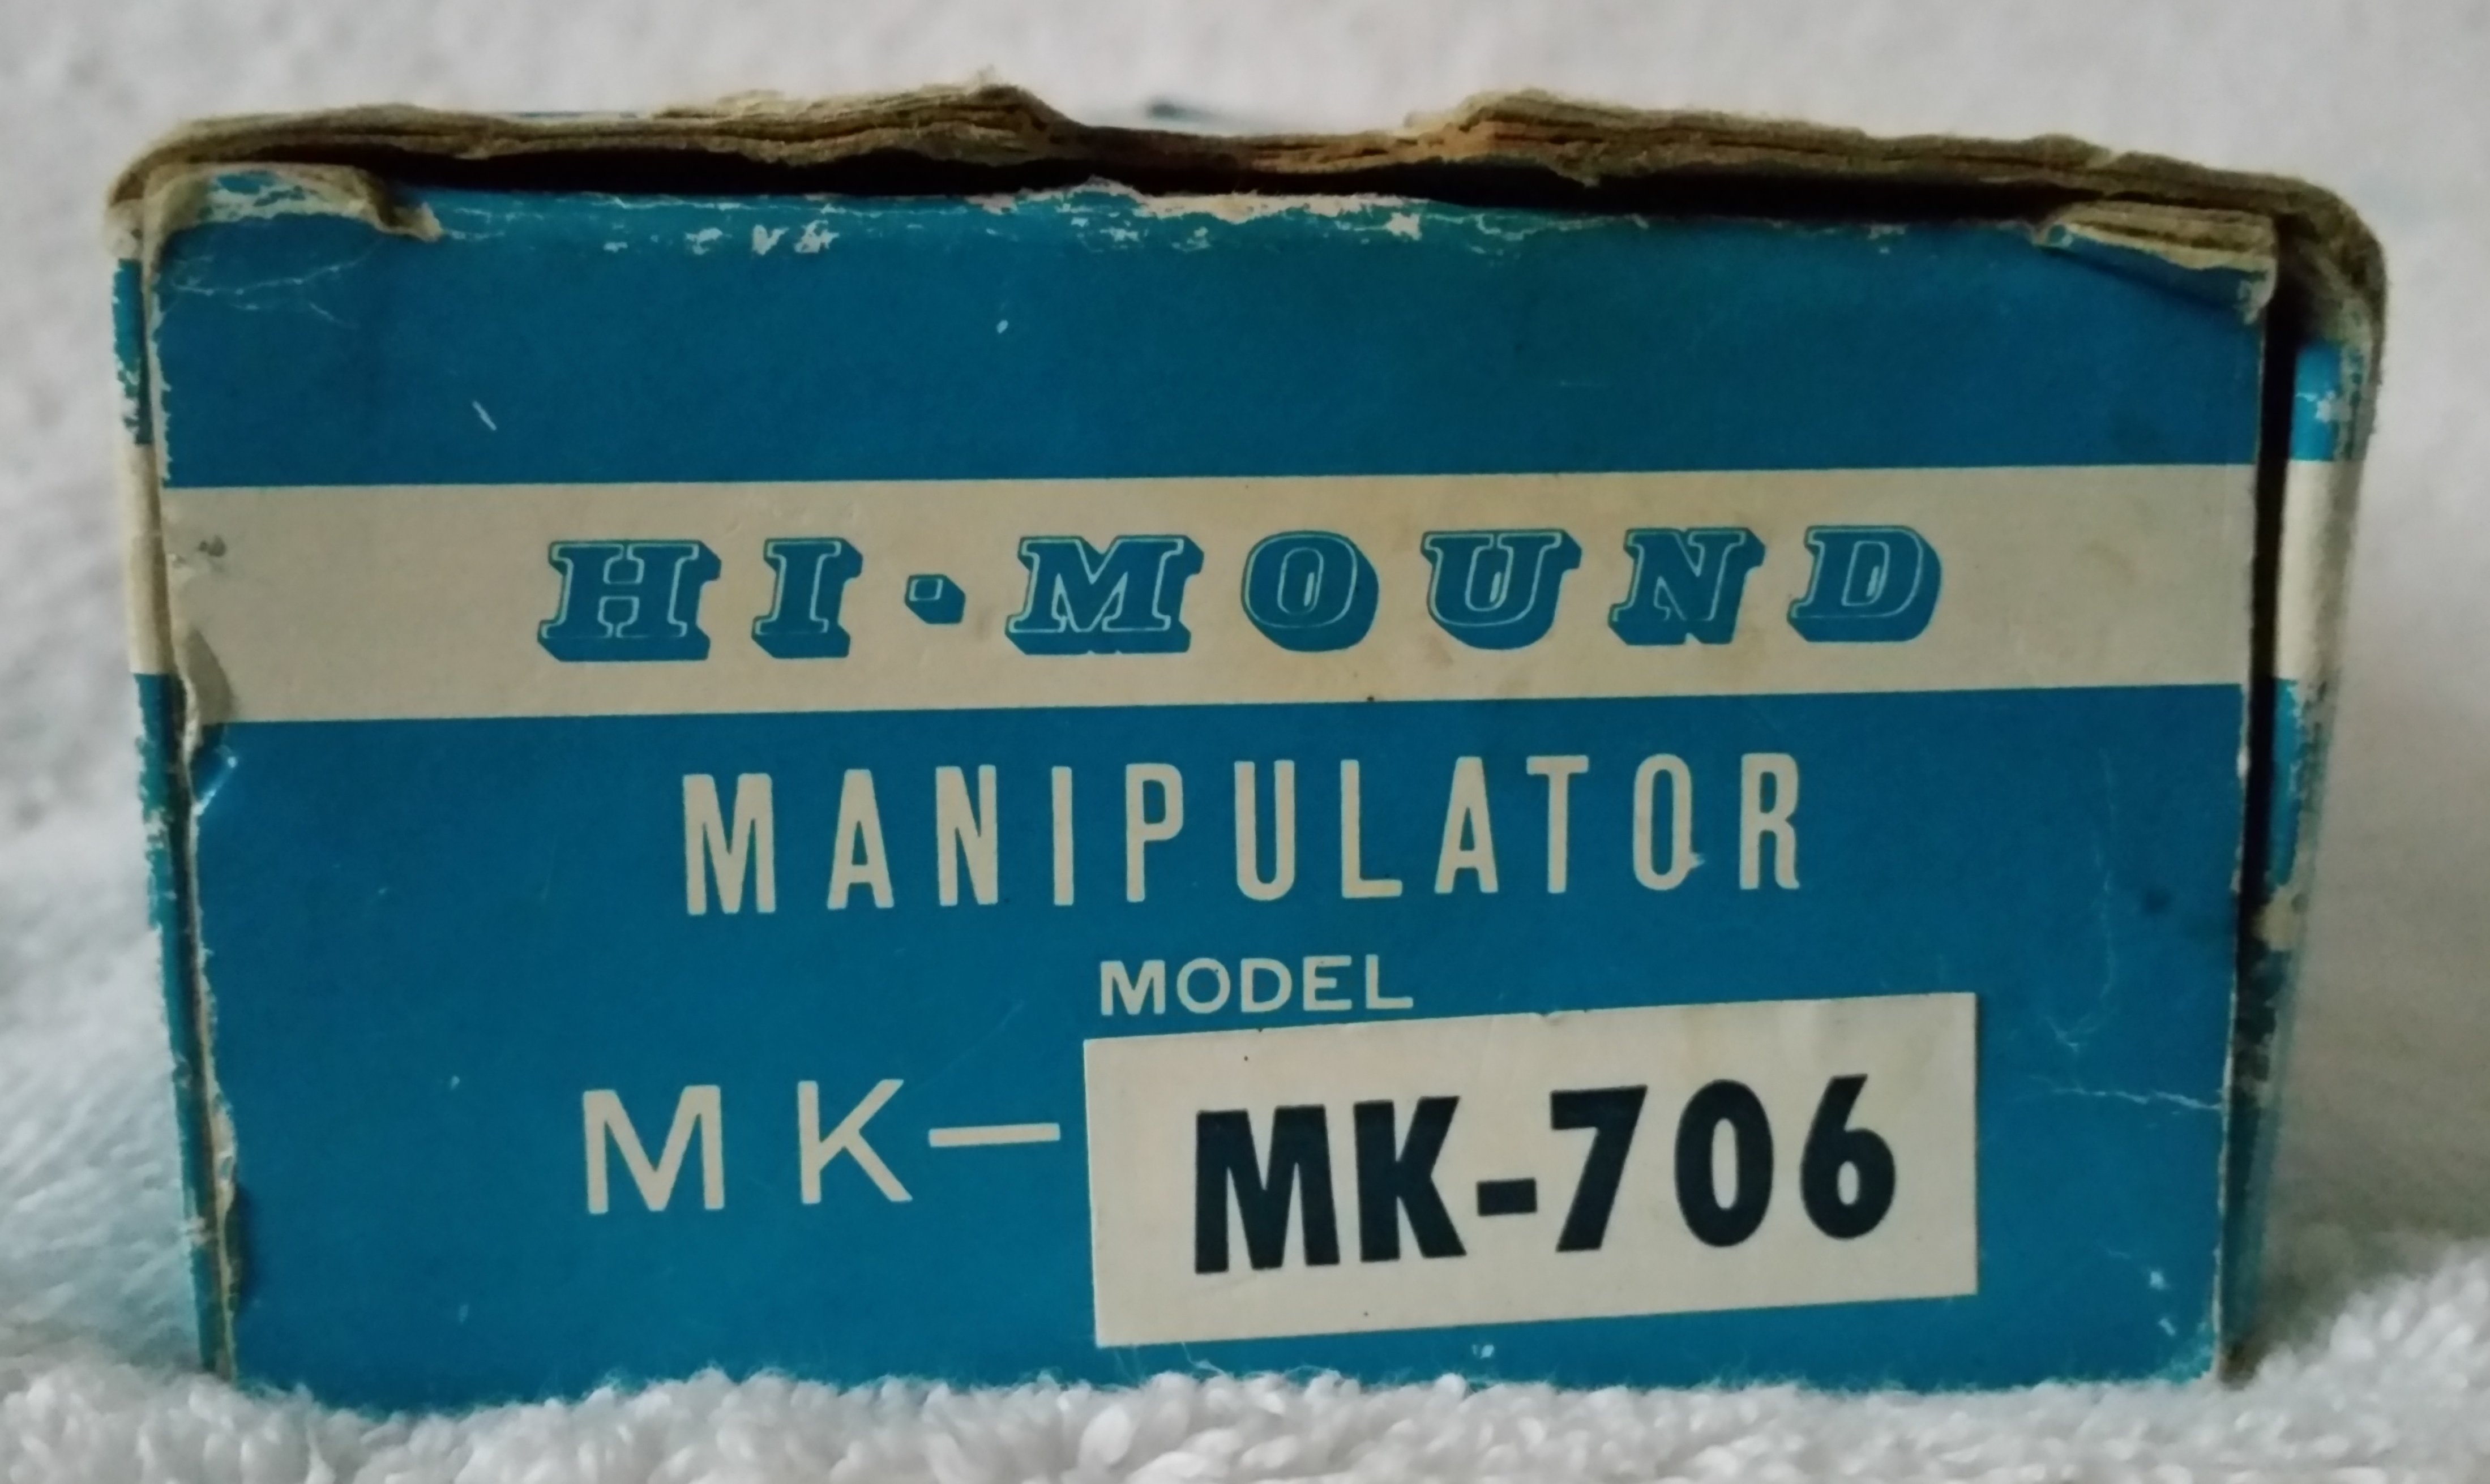 HI·MOUND
MANIPULATOR
MODEL
MK— MK-706